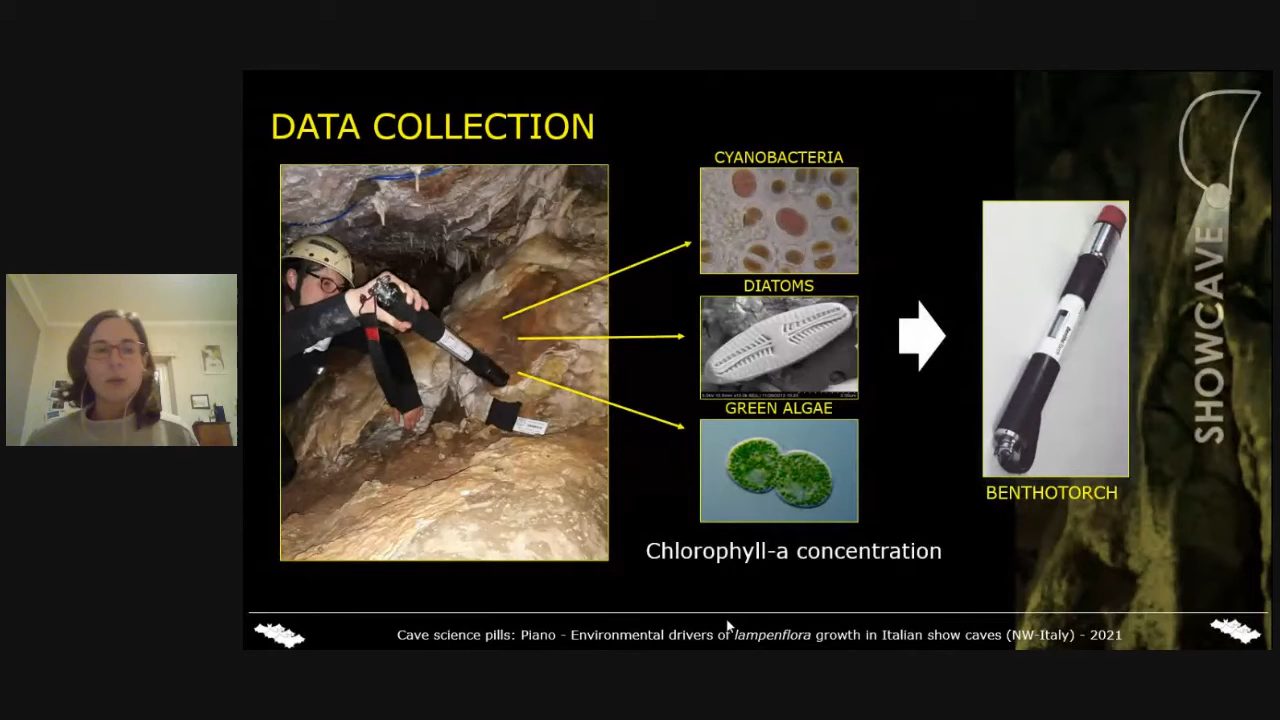 DATA COLLECTION
CYANOBACTERIA
DIATOMS
GREEN ALGAE
Chlorophyll-a concentration
BENTHOTORCH
SHOWCAVE
Cave science pills: Piano - Environmental drivers of lampenflora growth in Italian show caves (NW-Italy) - 2021